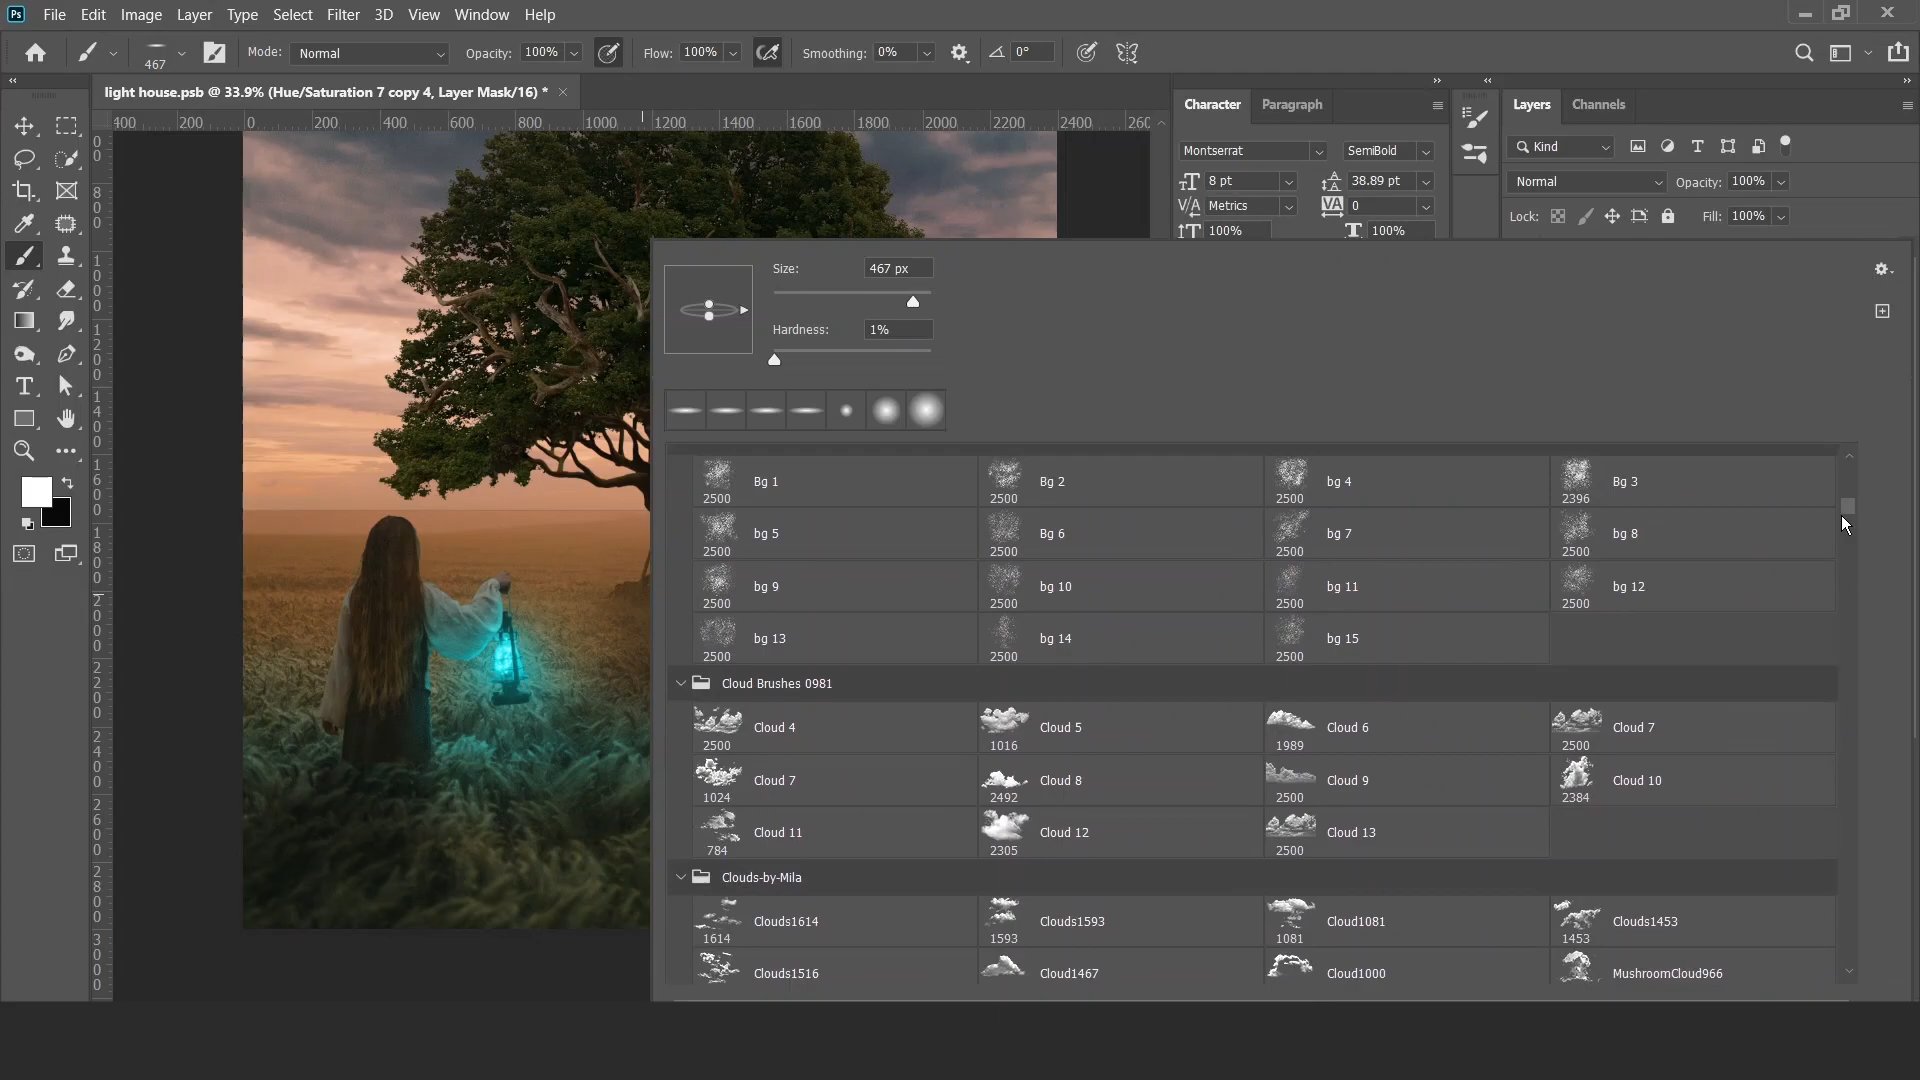 Ps File Edit Image Layer Type Select Filter 3D View Window Help
467 Mode: Normal Opacity: 100% Flow: 100% Smoothing: 0% 0°
light house.psb @ 33.9% (Hue/Saturation 7 copy 4, Layer Mask/16) *
400 200 0 200 400 600 800 1000 1200 1400 1600 1800 2000 2200 2400
Character Paragraph
Montserrat SemiBold
8 pt 38.89 pt
Metrics 0
100% 100%
Layers Channels
Kind
Normal Opacity: 100%
Lock: Fill: 100%
Size: 467 px
Hardness: 1%
Bg 1 Bg 2 bg 4 Bg 3
2500 2500 2500 2396
bg 5 Bg 6 bg 7 bg 8
2500 2500 2500 2500
bg 9 bg 10 bg 11 bg 12
2500 2500 2500 2500
bg 13 bg 14 bg 15
2500 2500 2500
Cloud Brushes 0981
Cloud 4 Cloud 5 Cloud 6 Cloud 7
2500 1016 1989 2500
Cloud 7 Cloud 8 Cloud 9 Cloud 10
1024 2492 2500 2384
Cloud 11 Cloud 12 Cloud 13
784 2305 2500
Clouds-by-Mila
Clouds1614 Clouds1593 Cloud1081 Clouds1453
1614 1593 1081 1453
Clouds1516 Cloud1467 Cloud1000 MushroomCloud966